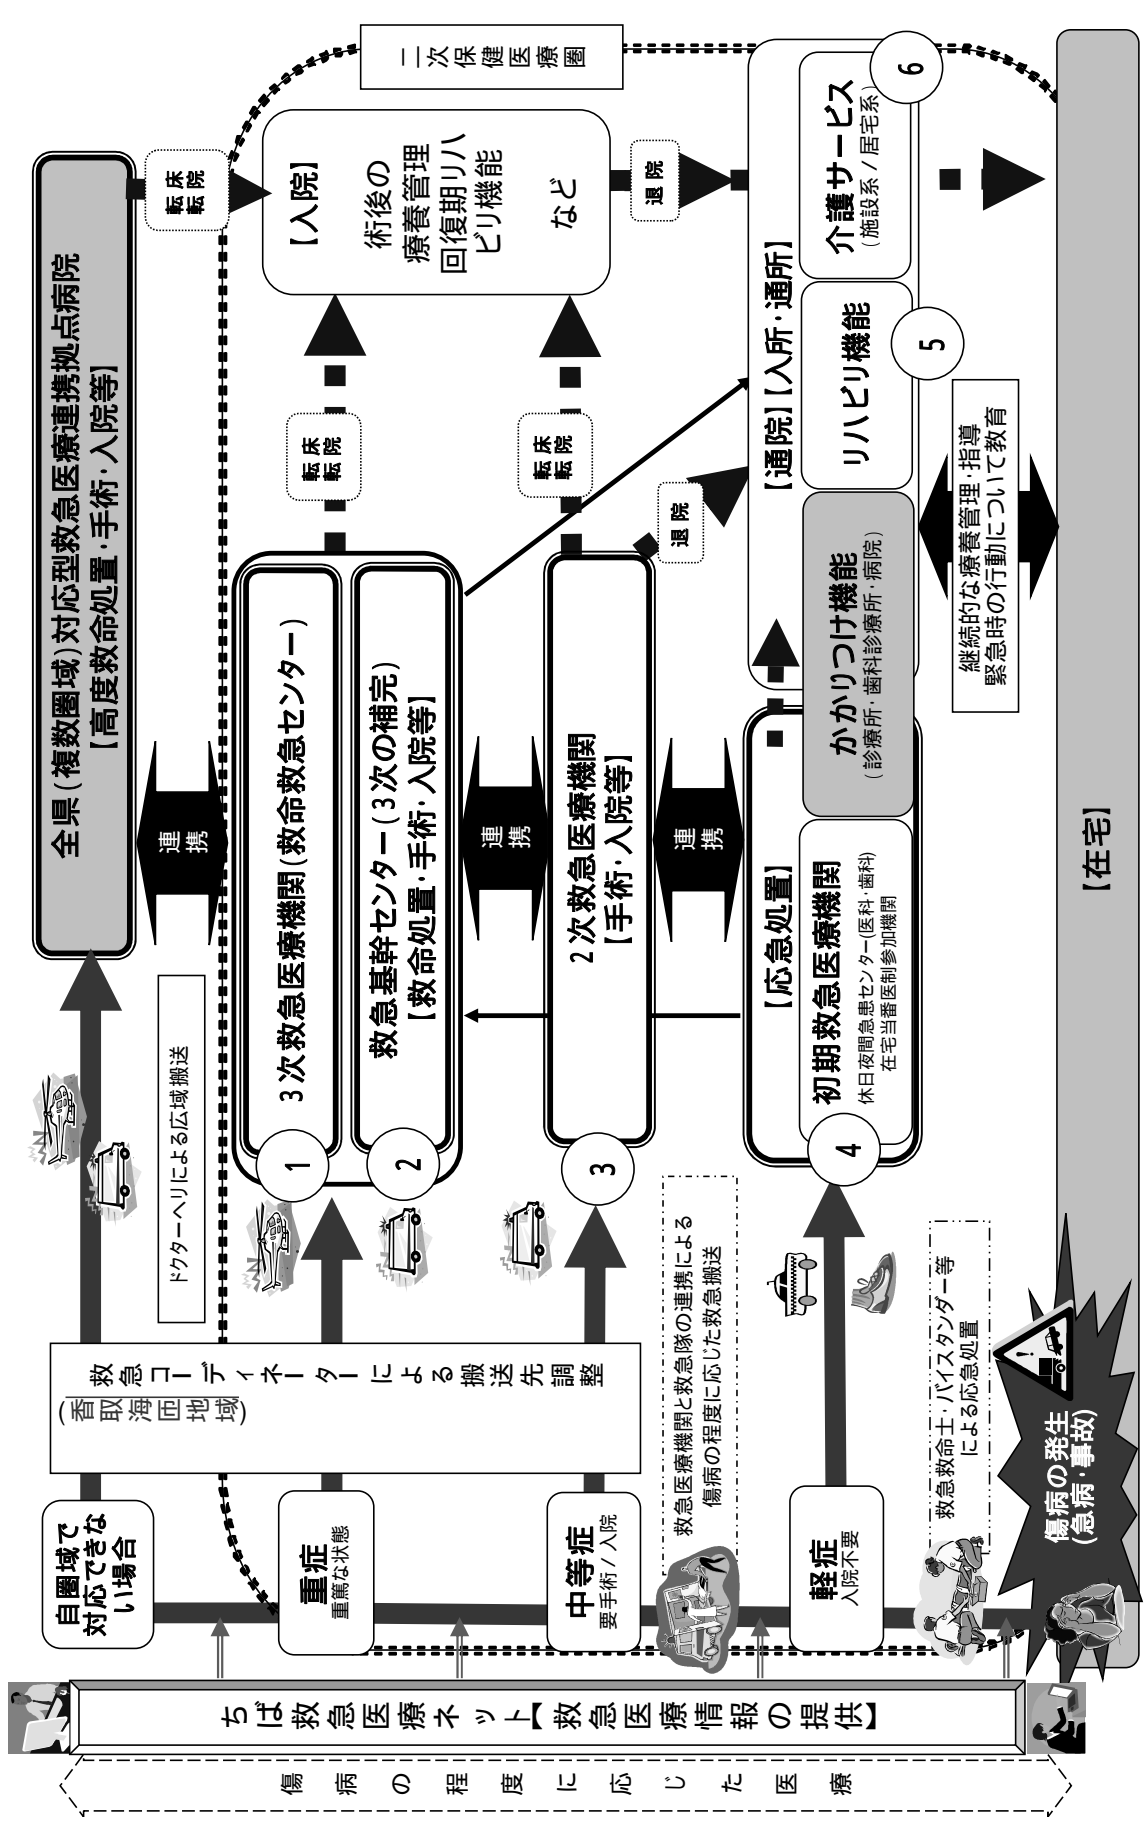 全県(複数圏域)対応型救急医療連携拠点病院
【高度救命処置・手術・入院等】
転床
転院
二次保健医療圏
連携
ドクターヘリによる広域搬送
自圏域で
対応できな
い場合
救急コーディネーターによる搬送先調整
(香取海匝地域)
重症
重篤な状態
1
3次救急医療機関(救命救急センター)
2
救急基幹センター(3次の補完)
【救命処置・手術・入院等】
転床
転院
【入院】
術後の
療養管理
回復期リハ
ビリ機能
など
連携
中等症
要手術/入院
3
2次救急医療機関
【手術・入院等】
転床
転院
退院
退院
救急医療機関と救急隊の連携による
傷病の程度に応じた救急搬送
連携
軽症
入院不要
4
【応急処置】
初期救急医療機関
休日夜間急患センター(医科・歯科)
在宅当番医制参加機関
かかりつけ機能
(診療所・歯科診療所・病院)
【通院】【入所・通所】
リハビリ機能
5
介護サービス
(施設系/居宅系)
6
救急救命士・バイスタンダー等
による応急処置
継続的な療養管理・指導
緊急時の行動について教育
傷病の発生
(急病・事故)
!
【在宅】
ちば救急医療ネット【救急医療情報の提供】
傷病の程度に応じた医療